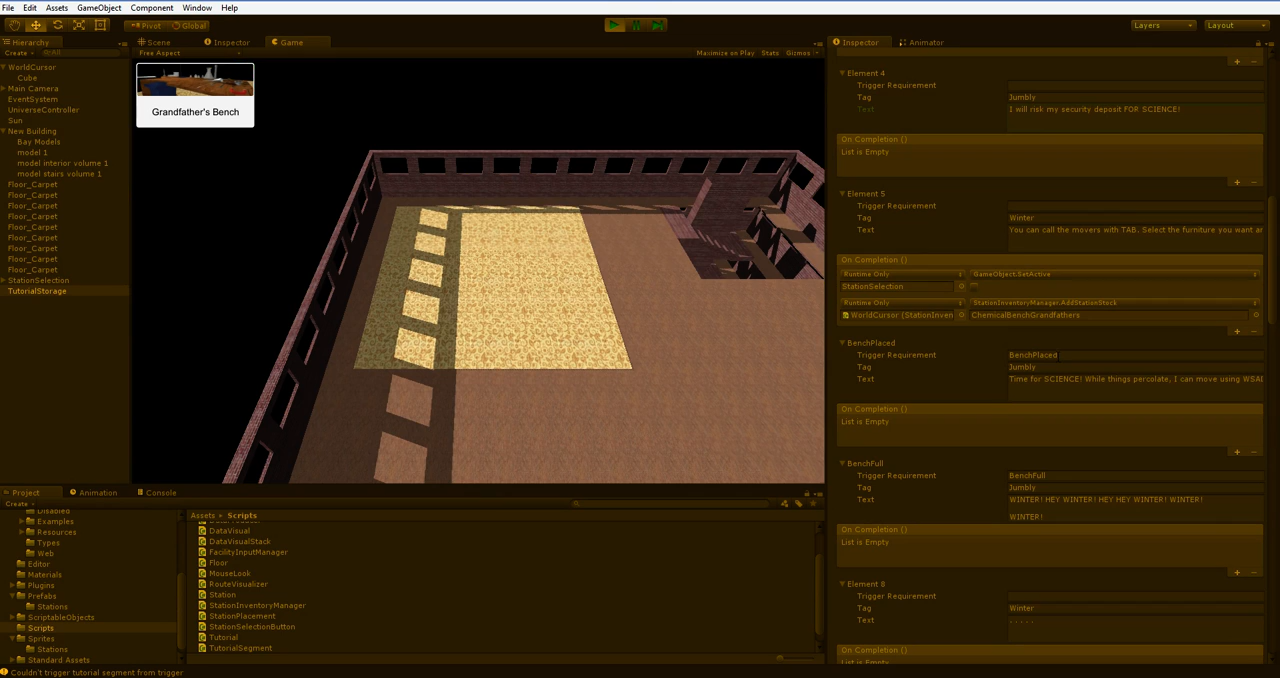 File Edit Assets GameObject Component Window Help
Pivot Global Layers Layout
Hierarchy
Create All
WorldCursor
Cube
Main Camera
EventSystem
UniverseController
Sun
New Building
Bay Models
model 1
model interior volume 1
model stairs volume 1
Floor_Carpet
Floor_Carpet
Floor_Carpet
Floor_Carpet
Floor_Carpet
Floor_Carpet
Floor_Carpet
Floor_Carpet
Floor_Carpet
StationSelection
TutorialStorage
Scene Inspector Game
Free Aspect Maximize on Play Stats Gizmos
Grandfather's Bench
Inspector Animator
Element 4
Trigger Requirement
Tag Jumbly
Text I will risk my security deposit FOR SCIENCE!
On Completion ()
List is Empty
Element 5
Trigger Requirement
Tag Winter
Text You can call the movers with TAB. Select the furniture you want
On Completion ()
Runtime Only GameObject.SetActive
StationSelection
Runtime Only StationInventoryManager.AddStationStock
WorldCursor (StationInven ChemicalBenchGrandfathers
BenchPlaced
Trigger Requirement BenchPlaced
Tag Jumbly
Text Time for SCIENCE! While things percolate, I can move using WSAD
On Completion ()
List is Empty
BenchFull
Trigger Requirement BenchFull
Tag Jumbly
Text WINTER! HEY WINTER! HEY HEY WINTER! WINTER!
WINTER!
On Completion ()
List is Empty
Element 8
Trigger Requirement
Tag Winter
Text . . . . .
On Completion ()
List is Empty
Project Animation Console
Create
Disabled
Examples
Resources
Types
Web
Editor
Materials
Plugins
Prefabs
Stations
ScriptableObjects
Scripts
Sprites
Stations
Standard Assets
Assets Scripts
DataVisual
DataVisualStack
FacilityInputManager
Floor
MouseLook
RouteVisualizer
Station
StationInventoryManager
StationPlacement
StationSelectionButton
Tutorial
TutorialSegment
Couldn't trigger tutorial segment from trigger